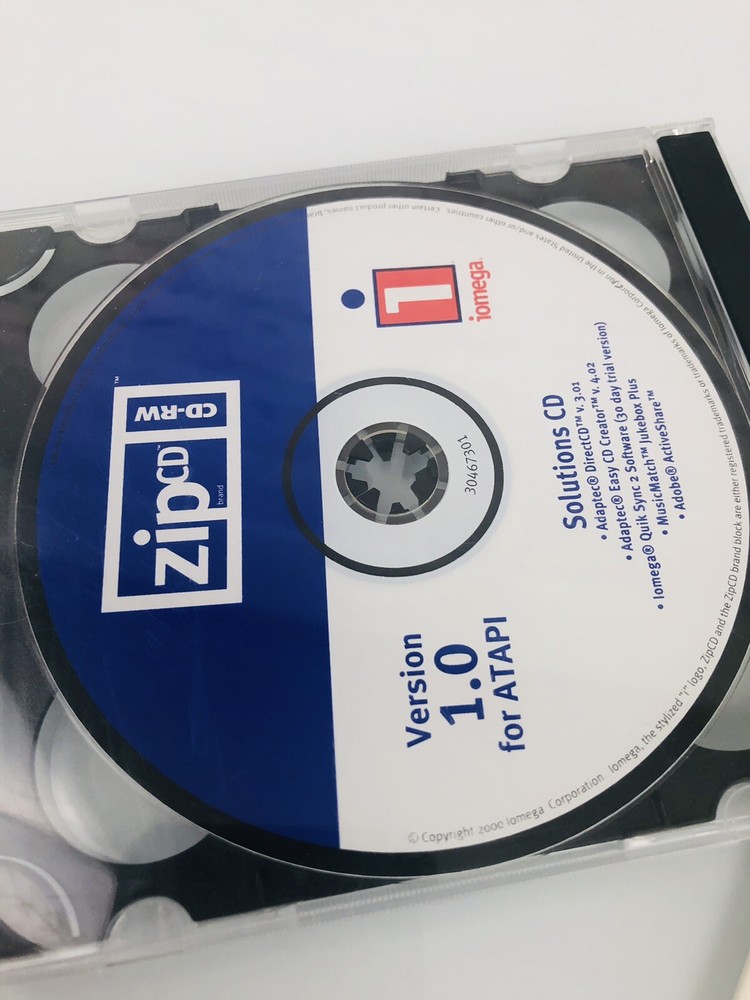 zipCD™
brand
CD-RW
™
iomega.
Version
1.0
for ATAPI
30467301
Solutions CD
• Adaptec® DirectCD™ v. 3.01
• Adaptec® Easy CD Creator™ v. 4.02
• Iomega® Quik Sync 2 Software (30 day trial version)
• MusicMatch™ Jukebox Plus
• Adobe® ActiveShare™
© Copyright 2000 Iomega Corporation. Iomega, the stylized "i" logo, ZipCD and the ZipCD brand block are either registered trademarks or trademarks of Iomega Corporation in the United States and/or other countries. Certain other product names,